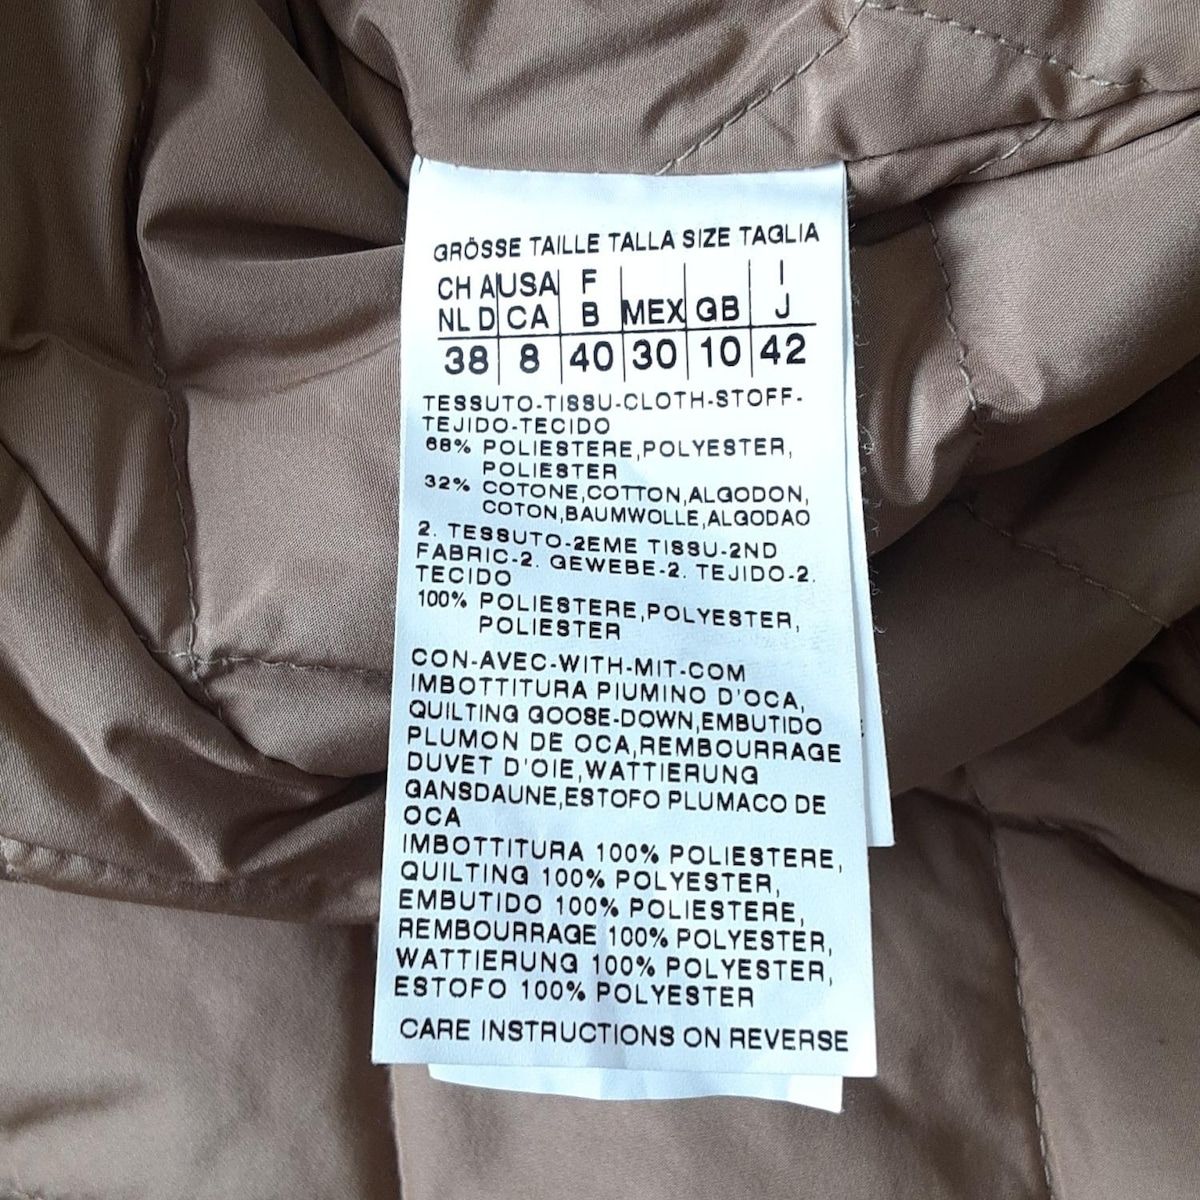 GRÖSSE TAILLE TALLA SIZE TAGLIA
CH A USA F I
NL D CA B MEX GB J
38 8 40 30 10 42
TESSUTO-TISSU-CLOTH-STOFF-
TEJIDO-TECIDO
68% POLIESTERE,POLYESTER,
POLIESTER
32% COTONE,COTTON,ALGODON,
COTON,BAUMWOLLE,ALGODAO
2. TESSUTO-2EME TISSU-2ND
FABRIC-2. GEWEBE-2. TEJIDO-2.
TECIDO
100% POLIESTERE,POLYESTER,
POLIESTER
CON-AVEC-WITH-MIT-COM
IMBOTTITURA PIUMINO D'OCA,
QUILTING GOOSE-DOWN,EMBUTIDO
PLUMON DE OCA,REMBOURRAGE
DUVET D'OIE,WATTIERUNG
GANSDAUNE,ESTOFO PLUMACO DE
OCA
IMBOTTITURA 100% POLIESTERE,
QUILTING 100% POLYESTER,
EMBUTIDO 100% POLIESTERE,
REMBOURRAGE 100% POLYESTER,
WATTIERUNG 100% POLYESTER,
ESTOFO 100% POLYESTER
CARE INSTRUCTIONS ON REVERSE